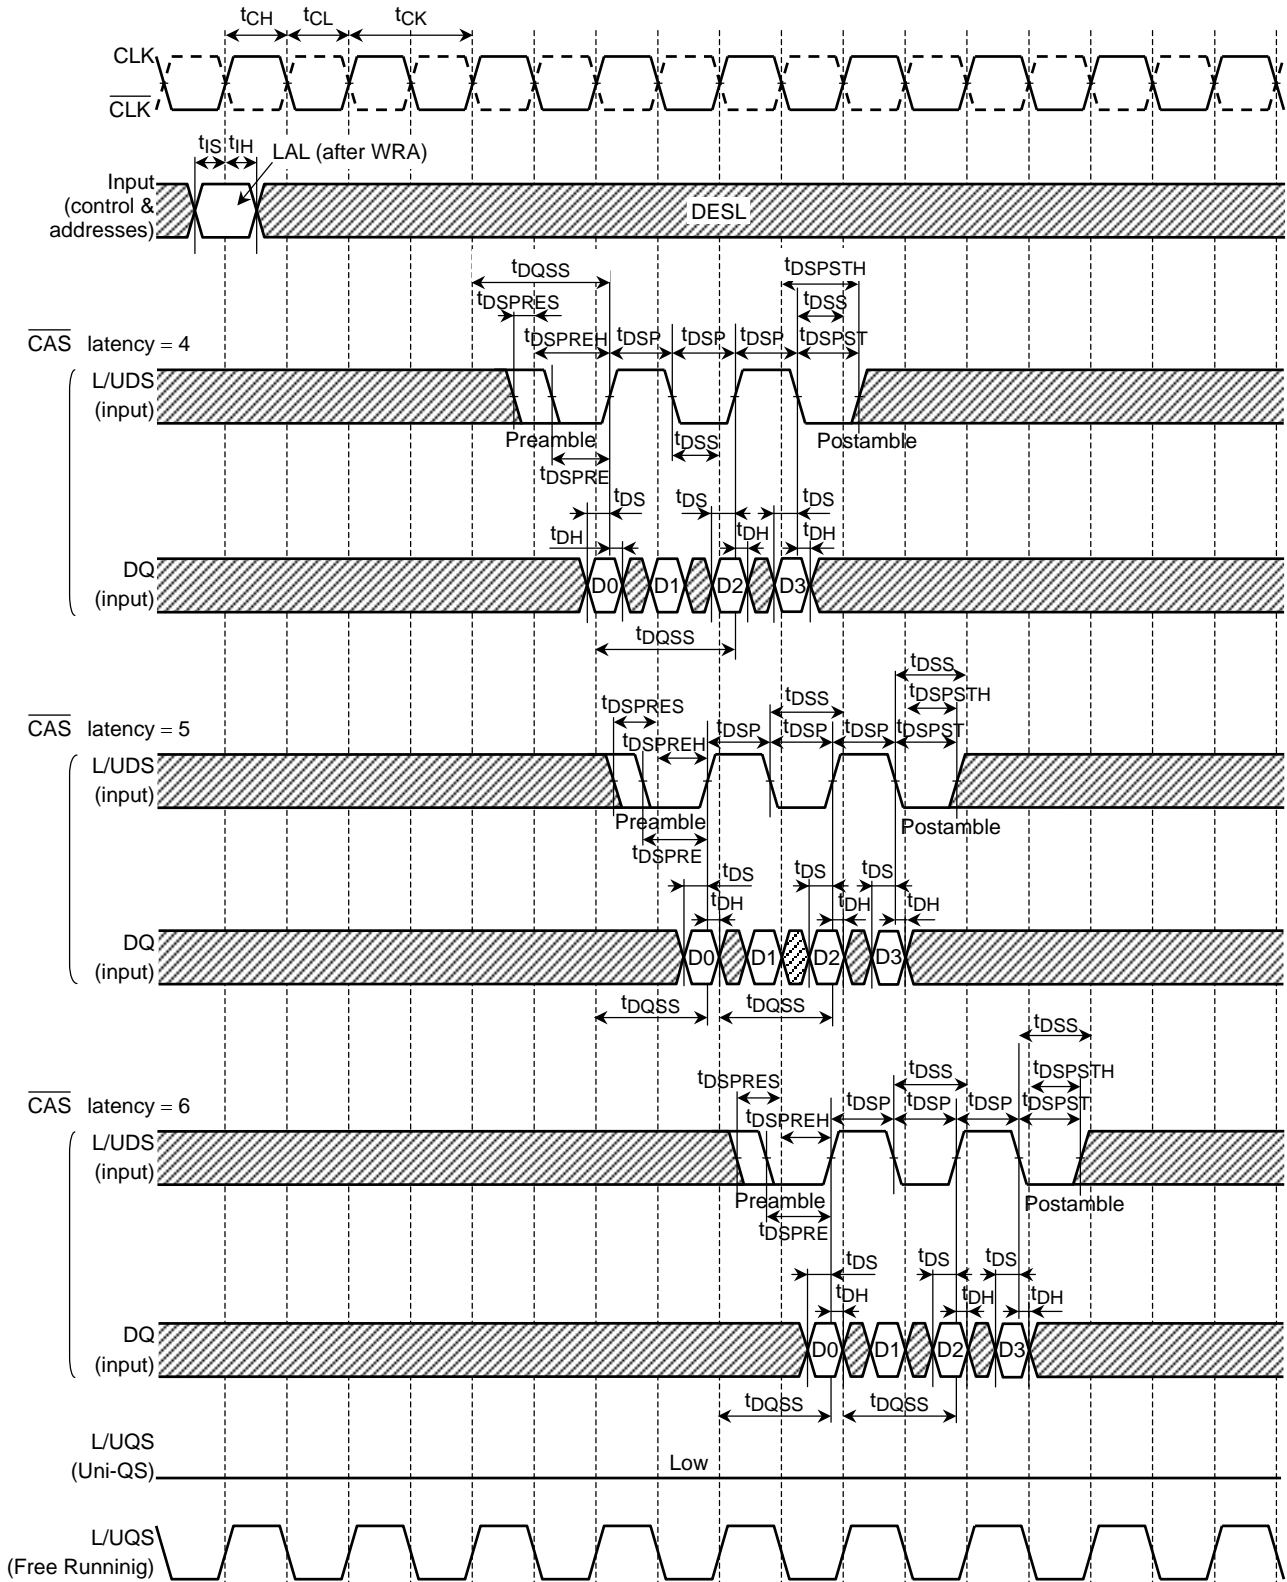 tCH tCL tCK
CLK
CLK
tIS tIH
LAL (after WRA)
Input
(control &
addresses)
DESL
tDQSS
tDSPSTH
tDSPRES
tDSS
CAS latency = 4
tDSPREH tDSP tDSP tDSP tDSPST
L/UDS
(input)
Preamble
tDSS
Postamble
tDSPRE
tDS tDS tDS
tDH tDH tDH
DQ
(input)
D0 D1 D2 D3
tDQSS
tDSS
tDSPRES tDSS tDSPSTH
CAS latency = 5
tDSPREH tDSP tDSP tDSP tDSPST
L/UDS
(input)
Preamble
Postamble
tDSPRE
tDS tDS tDS
tDH tDH tDH
DQ
(input)
D0 D1 D2 D3
tDQSS tDQSS
tDSS
tDSPRES tDSS tDSPSTH
CAS latency = 6
tDSPREH tDSP tDSP tDSP tDSPST
L/UDS
(input)
Preamble
Postamble
tDSPRE
tDS tDS tDS
tDH tDH tDH
DQ
(input)
D0 D1 D2 D3
tDQSS tDQSS
L/UQS
(Uni-QS)
Low
L/UQS
(Free Runninig)